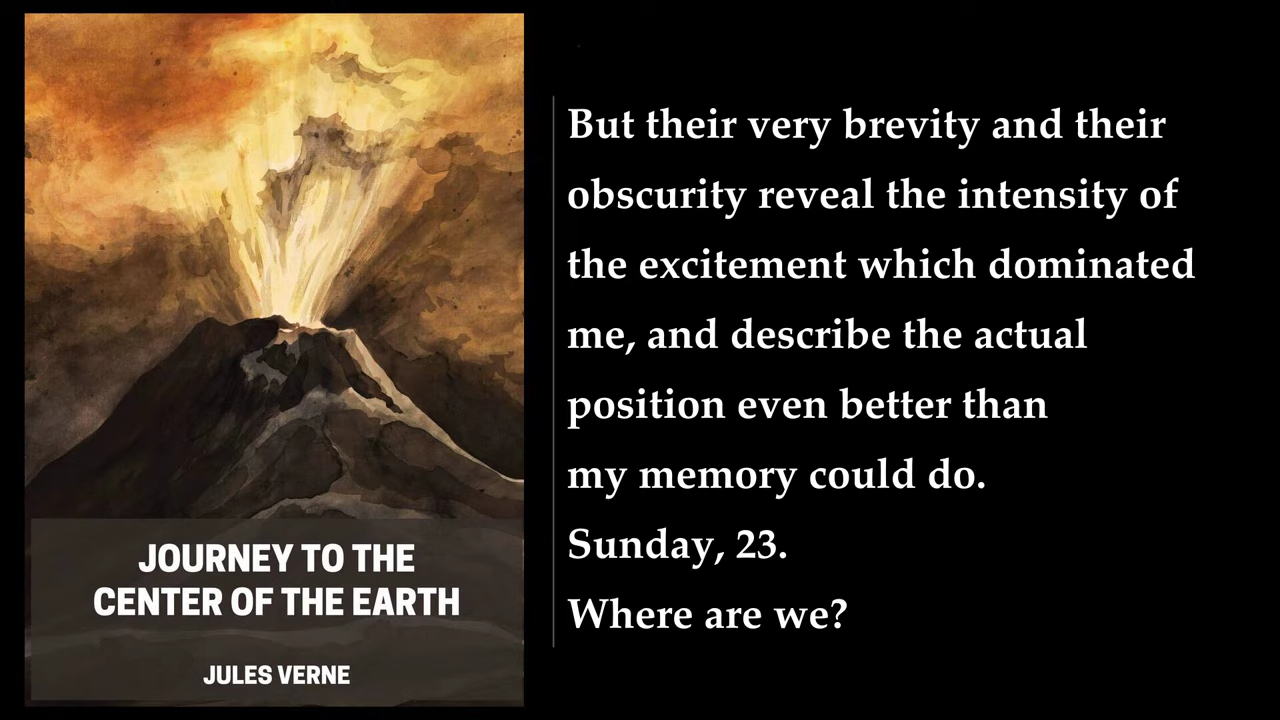 JOURNEY TO THE
CENTER OF THE EARTH
JULES VERNE
But their very brevity and their
obscurity reveal the intensity of
the excitement which dominated
me, and describe the actual
position even better than
my memory could do.
Sunday, 23.
Where are we?